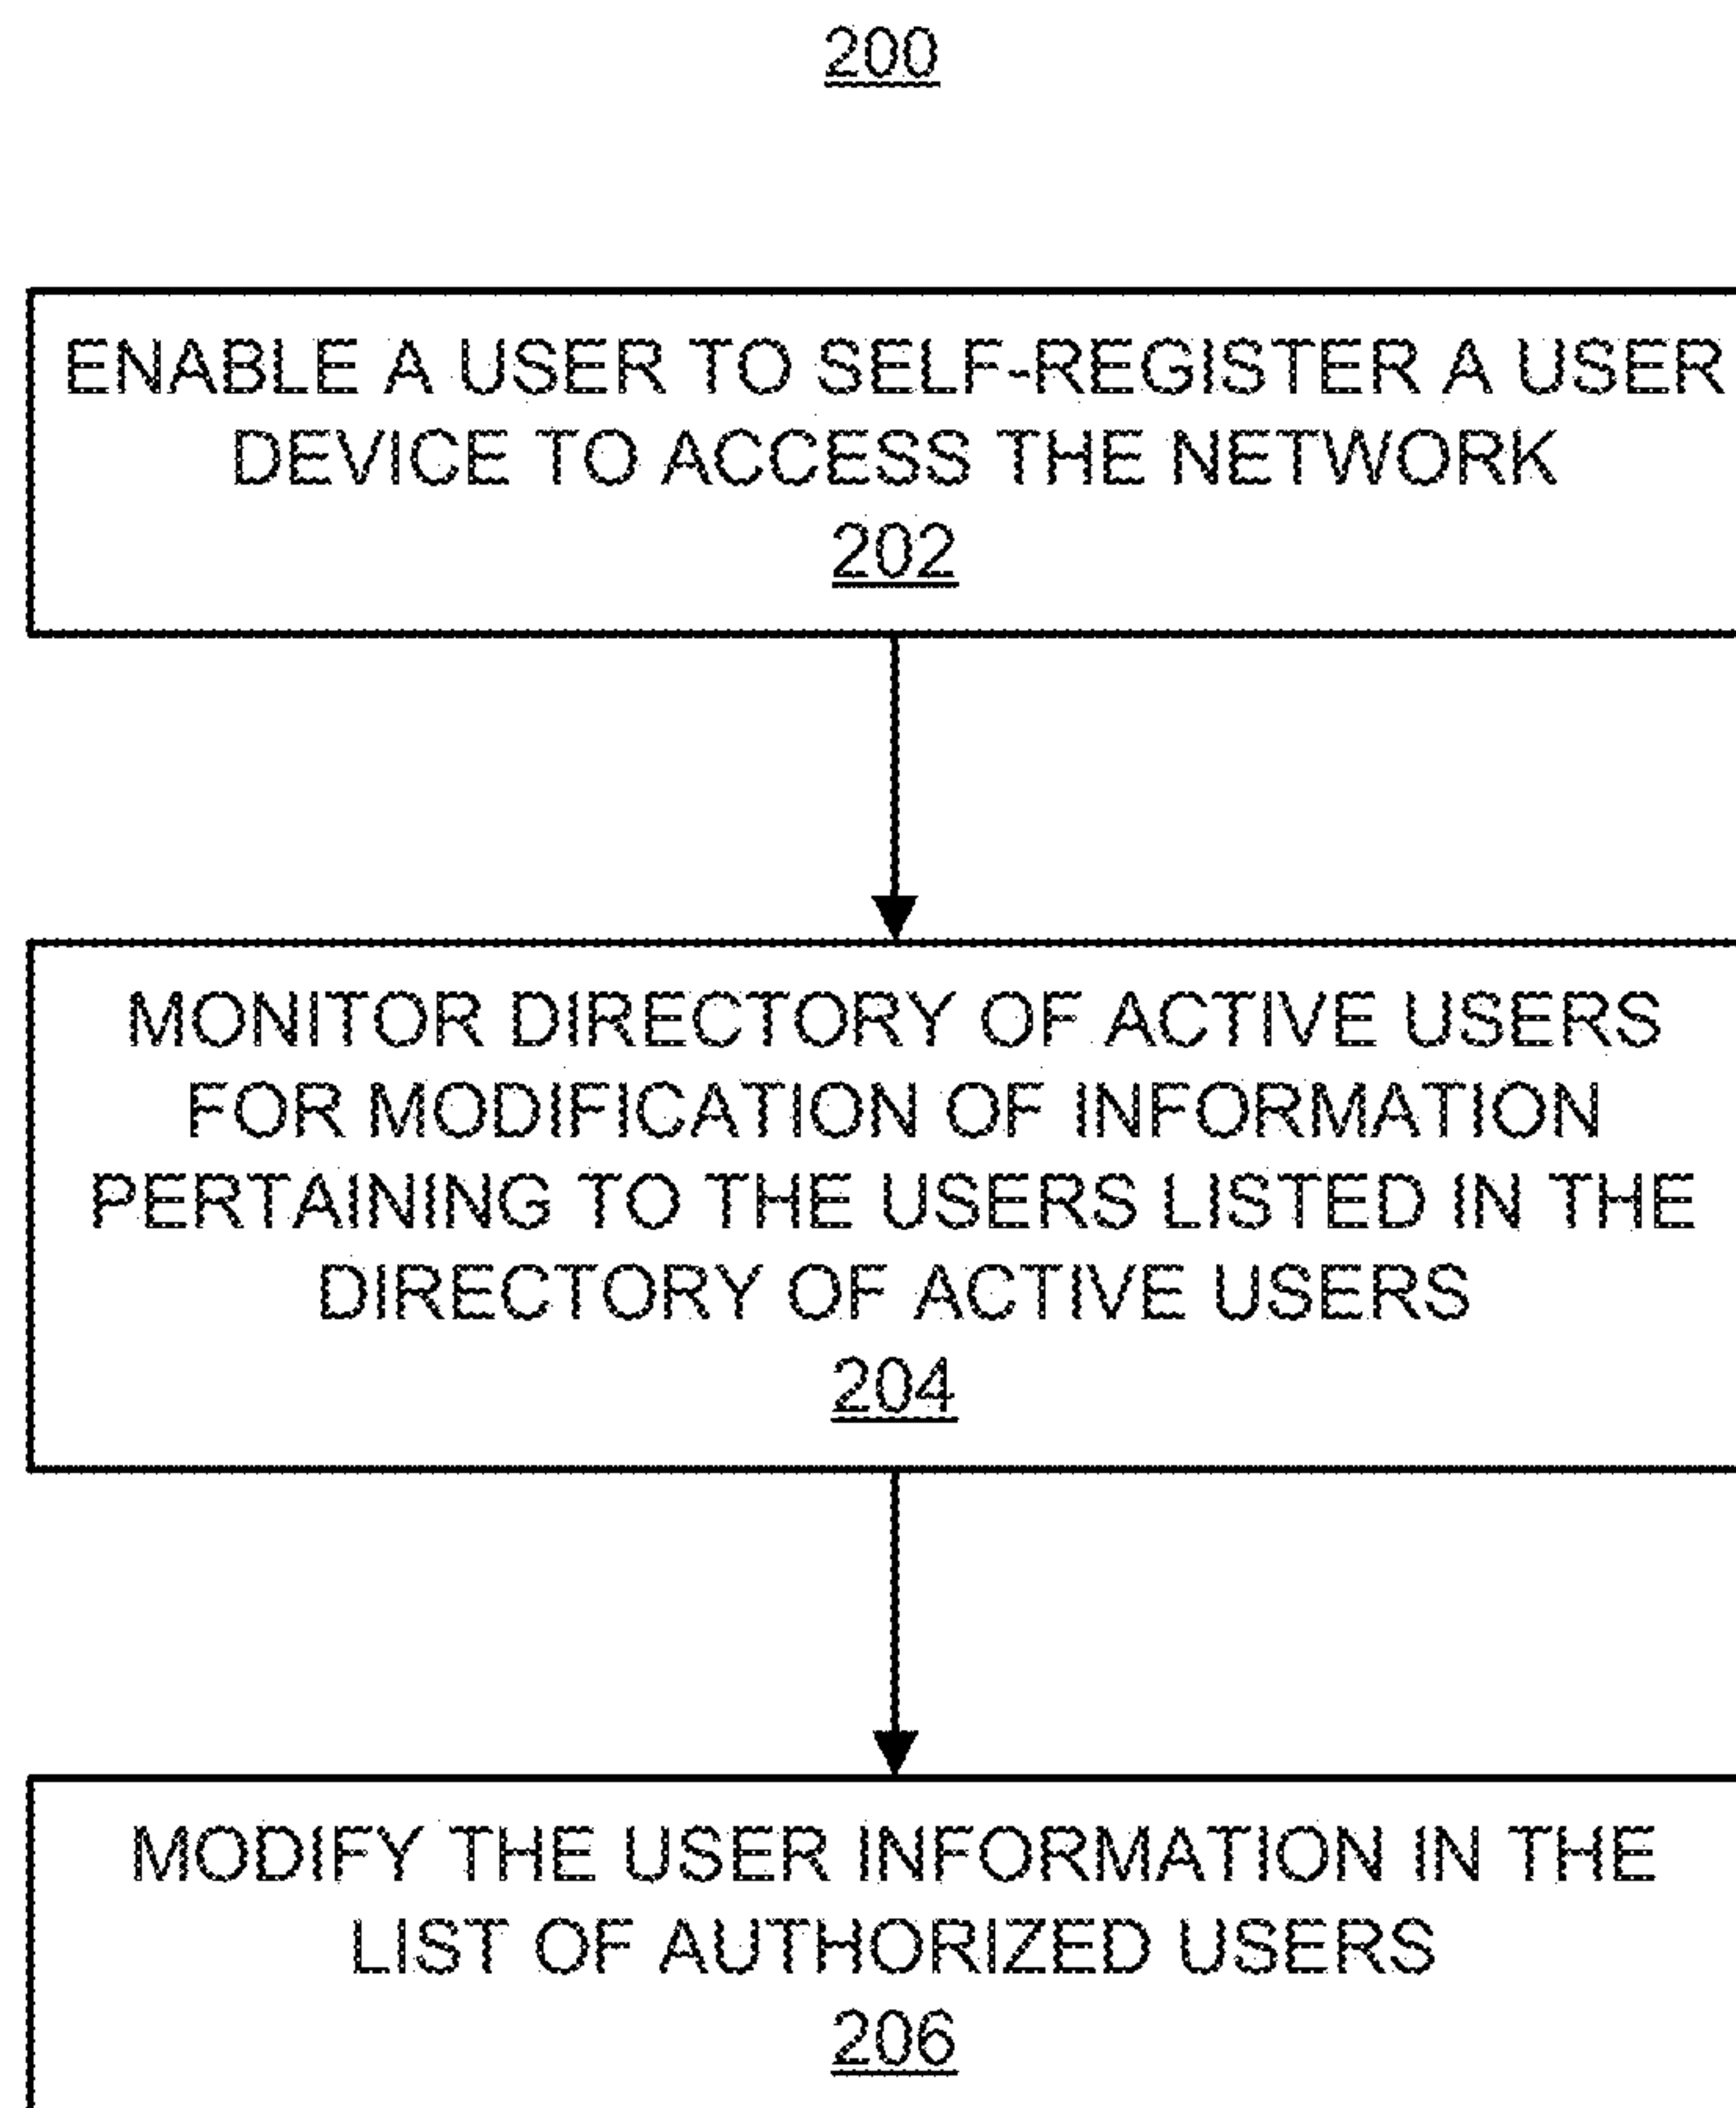 200
ENABLE A USER TO SELF-REGISTER A USER
DEVICE TO ACCESS THE NETWORK
202
MONITOR DIRECTORY OF ACTIVE USERS
FOR MODIFICATION OF INFORMATION
PERTAINING TO THE USERS LISTED IN THE
DIRECTORY OF ACTIVE USERS
204
MODIFY THE USER INFORMATION IN THE
LIST OF AUTHORIZED USERS
206